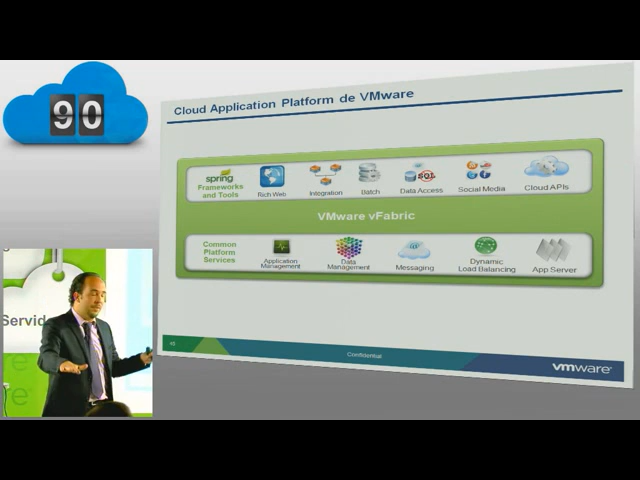 90
Cloud Application Platform de VMware
spring
Frameworks
and Tools
Rich Web
Integration
Batch
Data Access
SQL
Social Media
Cloud APIs
VMware vFabric
Common
Platform
Services
Application
Management
Data
Management
Messaging
Dynamic
Load Balancing
App Server
Confidential
vmware